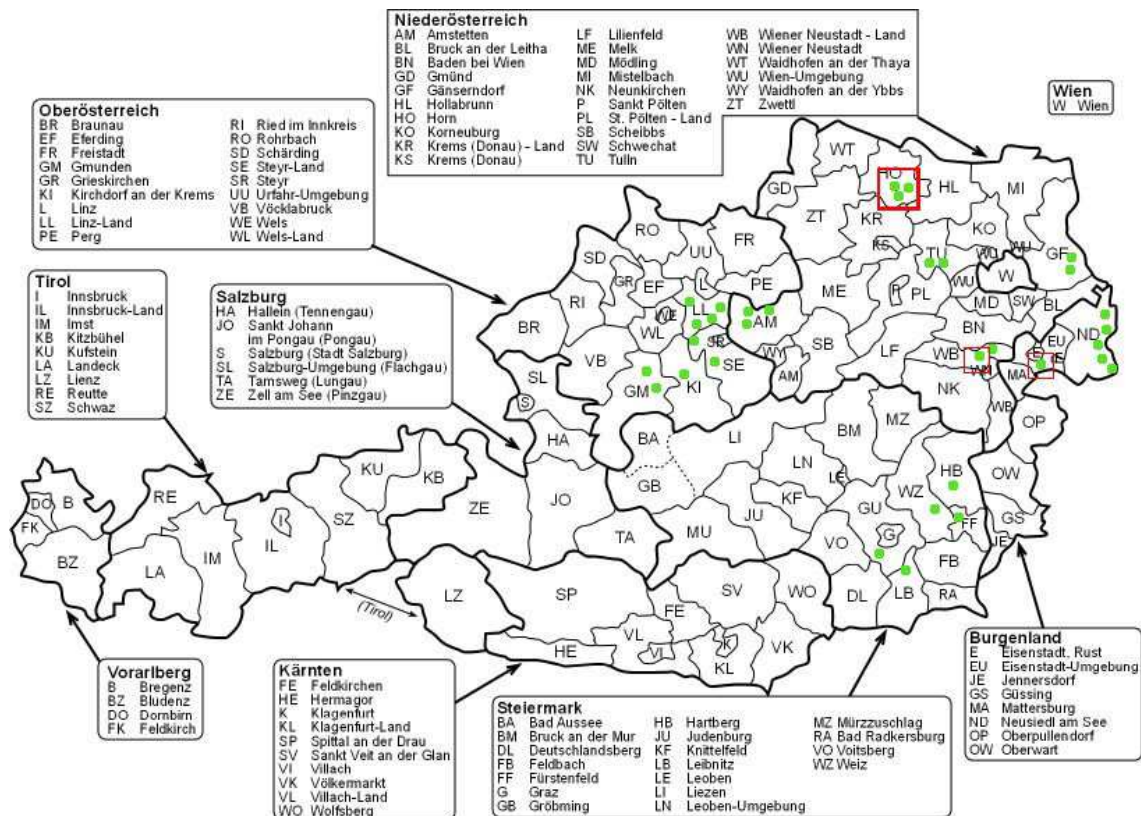 Niederösterreich
AM Amstetten
BL Bruck an der Leitha
BN Baden bei Wien
GD Gmünd
GF Gänserndorf
HL Hollabrunn
HO Horn
KO Korneuburg
KR Krems (Donau) - Land
KS Krems (Donau)
LF Lilienfeld
ME Melk
MD Mödling
MI Mistelbach
NK Neunkirchen
P Sankt Pölten
PL St. Pölten - Land
SB Scheibbs
SW Schwechat
TU Tulln
WB Wiener Neustadt - Land
WN Wiener Neustadt
WT Waidhofen an der Thaya
WU Wien-Umgebung
WY Waidhofen an der Ybbs
ZT Zwettl
Wien
W Wien
Oberösterreich
BR Braunau
EF Eferding
FR Freistadt
GM Gmunden
GR Grieskirchen
KI Kirchdorf an der Krems
L Linz
LL Linz-Land
PE Perg
RI Ried im Innkreis
RO Rohrbach
SD Schärding
SE Steyr-Land
SR Steyr
UU Urfahr-Umgebung
VB Vöcklabruck
WE Wels
WL Wels-Land
Tirol
I Innsbruck
IL Innsbruck-Land
IM Imst
KB Kitzbühel
KU Kufstein
LA Landeck
LZ Lienz
RE Reutte
SZ Schwaz
Salzburg
HA Hallein (Tennengau)
JO Sankt Johann
im Pongau (Pongau)
S Salzburg (Stadt Salzburg)
SL Salzburg-Umgebung (Flachgau)
TA Tamsweg (Lungau)
ZE Zell am See (Pinzgau)
WT
HO
GD
HL
MI
ZT
KR
KS
KO
TU
WU
WU
GF
RO
FR
UU
SD
GR
EF
L
PE
ME
P
PL
WU
W
RI
WE
LL
AM
MD
SW
BL
BR
WL
SR
SE
WY
SB
BN
ND
EU
E
VB
LF
WB
WN
MA
SL
GM
KI
AM
NK
S
WB
OP
HA
BA
LI
BM
MZ
KU
KB
LN
LE
HB
OW
B
RE
GB
KF
WZ
DO
ZE
JO
GU
FF
GS
FK
SZ
I
IL
JU
MU
G
BZ
IM
TA
VO
JE
LA
FB
LZ
SP
SV
WO
DL
LB
RA
(Tirol)
FE
VL
HE
VI
K
KL
VK
Vorarlberg
B Bregenz
BZ Bludenz
DO Dornbirn
FK Feldkirch
Kärnten
FE Feldkirchen
HE Hermagor
K Klagenfurt
KL Klagenfurt-Land
SP Spittal an der Drau
SV Sankt Veit an der Glan
VI Villach
VK Völkermarkt
VL Villach-Land
WO Wolfsberg
Steiermark
BA Bad Aussee
BM Bruck an der Mur
DL Deutschlandsberg
FB Feldbach
FF Fürstenfeld
G Graz
GB Gröbming
HB Hartberg
JU Judenburg
KF Knittelfeld
LB Leibnitz
LE Leoben
LI Liezen
LN Leoben-Umgebung
MZ Mürzzuschlag
RA Bad Radkersburg
VO Voitsberg
WZ Weiz
Burgenland
E Eisenstadt, Rust
EU Eisenstadt-Umgebung
JE Jennersdorf
GS Güssing
MA Mattersburg
ND Neusiedl am See
OP Oberpullendorf
OW Oberwart